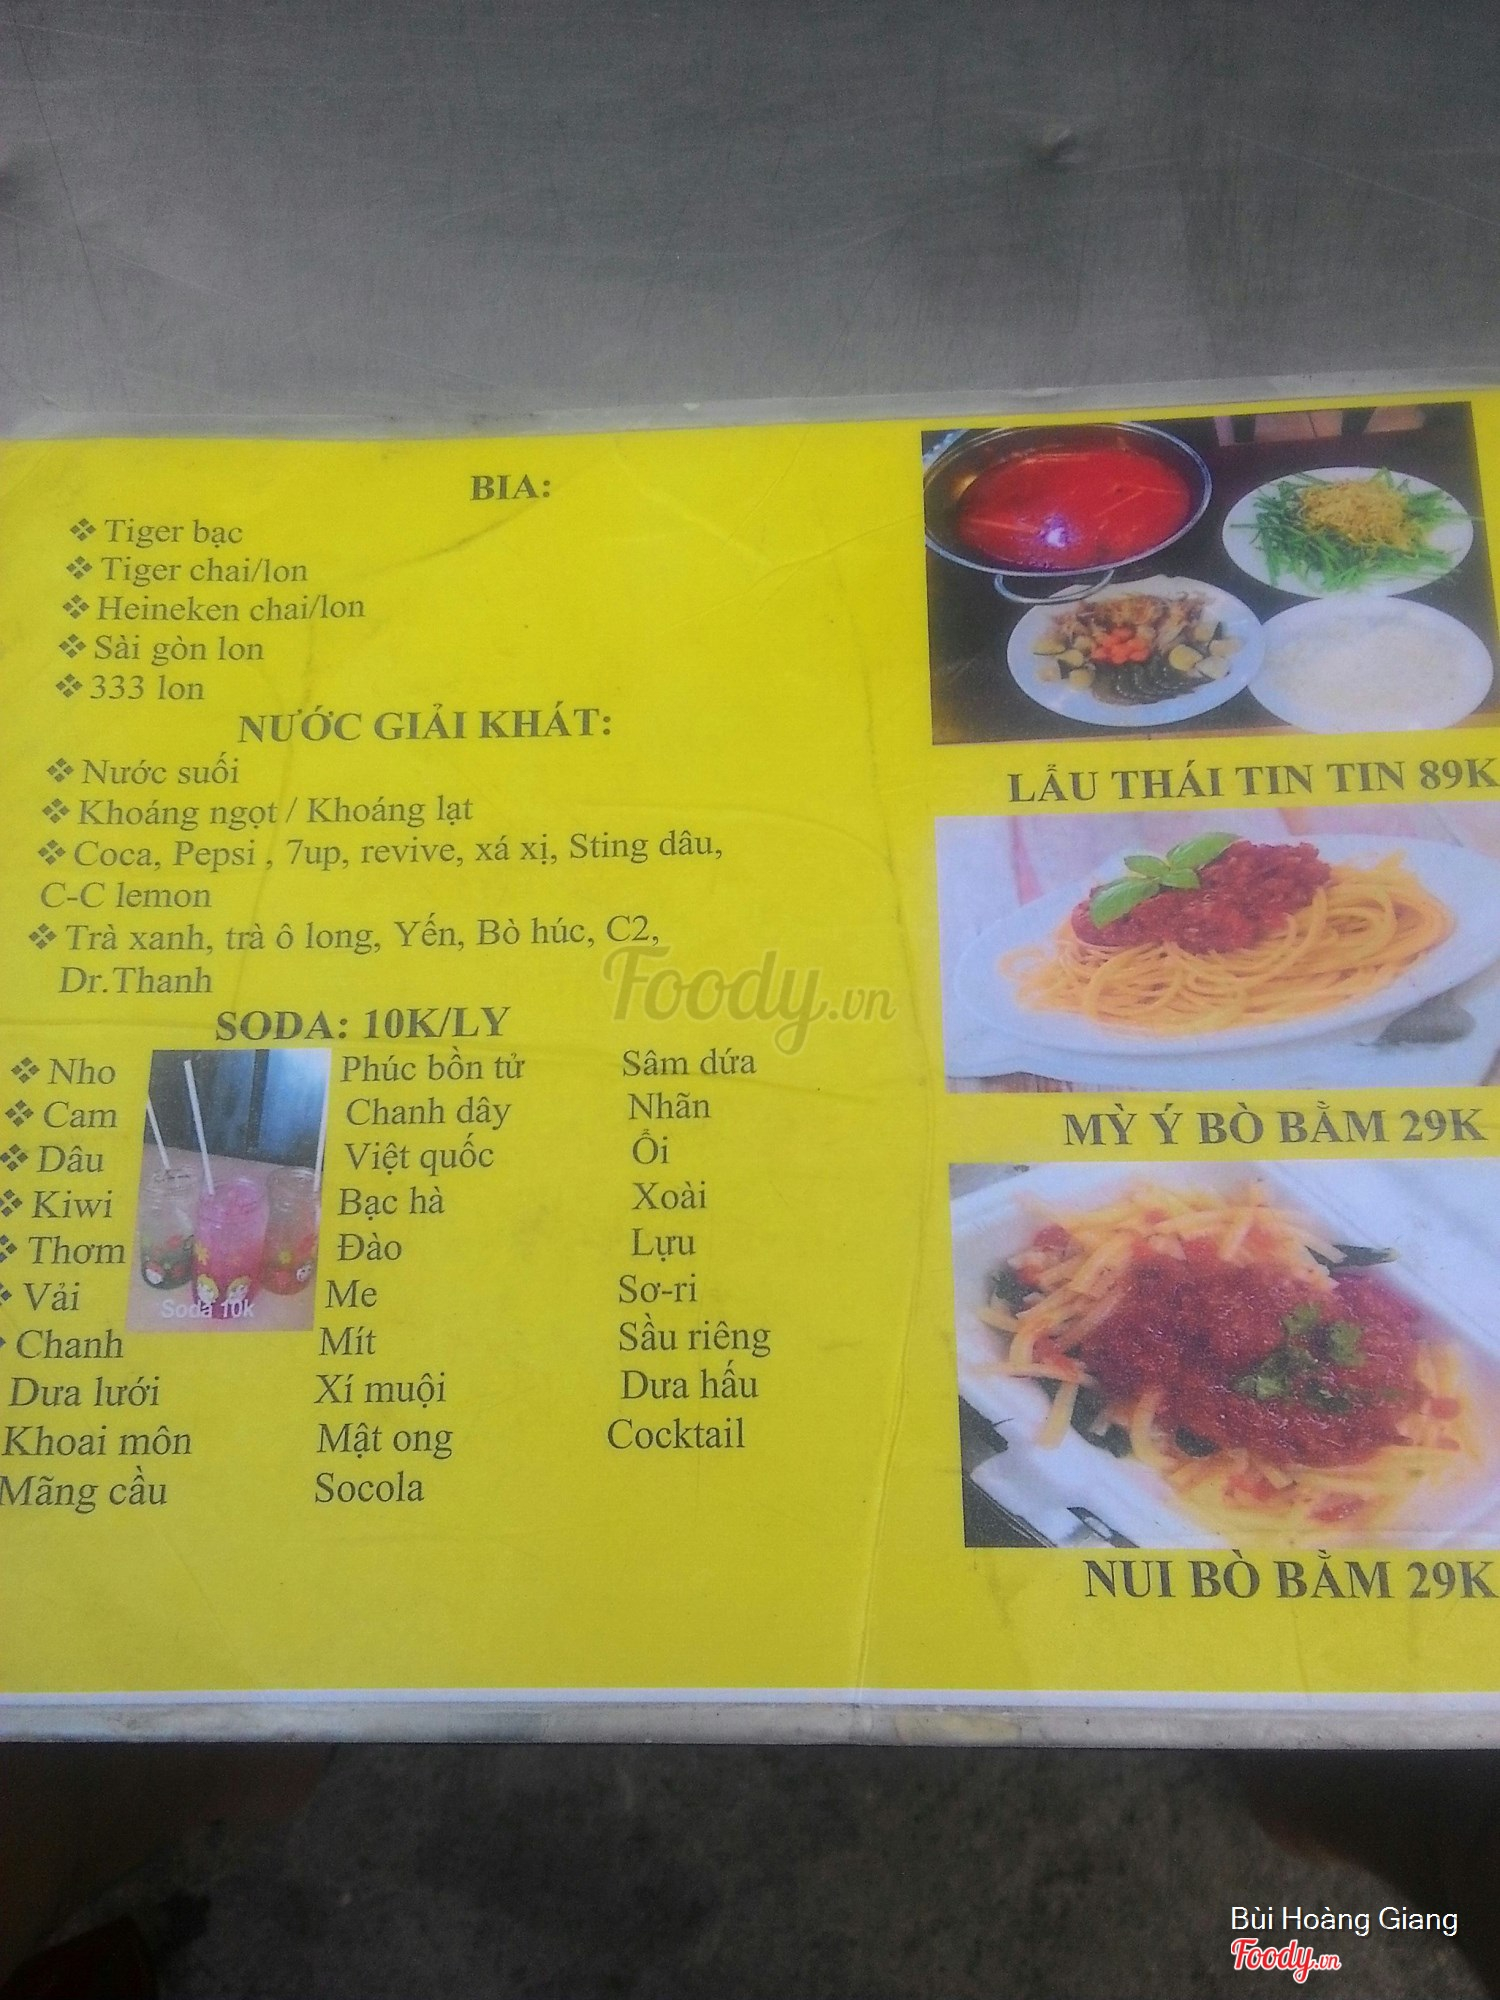 BIA:
❖ Tiger bạc
❖ Tiger chai/lon
❖ Heineken chai/lon
❖ Sài gòn lon
❖ 333 lon
NƯỚC GIẢI KHÁT:
❖ Nước suối
❖ Khoáng ngọt / Khoáng lạt
❖ Coca, Pepsi , 7up, revive, xá xị, Sting dâu,
C-C lemon
❖ Trà xanh, trà ô long, Yến, Bò húc, C2,
Dr.Thanh
SODA: 10K/LY
❖ Nho
❖ Cam
❖ Dâu
❖ Kiwi
❖ Thơm
❖ Vải
❖ Chanh
Dưa lưới
Khoai môn
Mãng cầu
Soda 10k
Phúc bồn tử
Chanh dây
Việt quốc
Bạc hà
Đào
Me
Mít
Xí muội
Mật ong
Socola
Sâm dứa
Nhãn
Ổi
Xoài
Lựu
Sơ-ri
Sầu riêng
Dưa hấu
Cocktail
LẨU THÁI TIN TIN 89K
MỲ Ý BÒ BẰM 29K
NUI BÒ BẰM 29K
Foody.vn
Bùi Hoàng Giang
Foody.vn